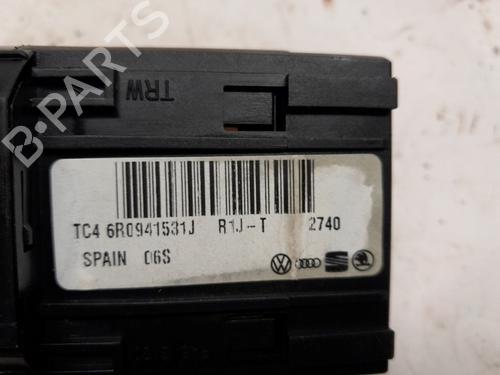 TRW
B-PARTS
TC4 6R0941531J R1J-T 2740
SPAIN 06S